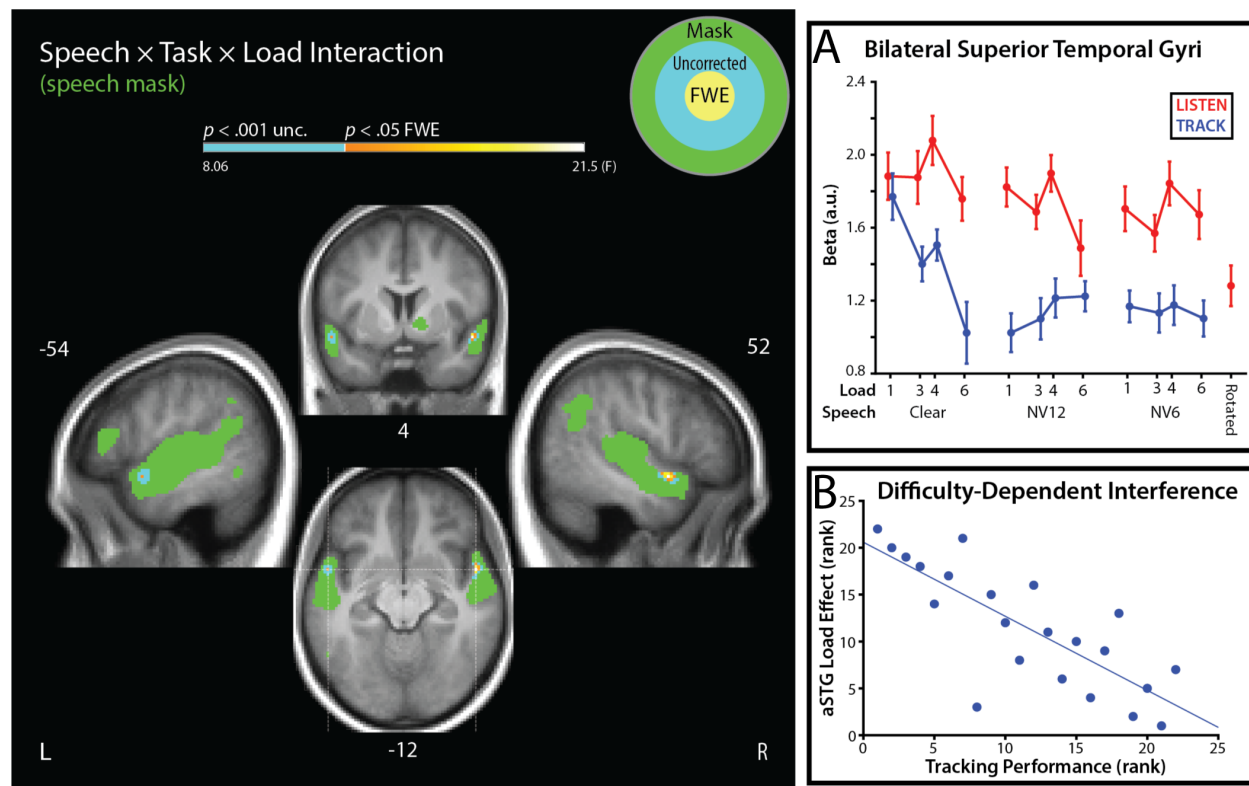 Speech × Task × Load Interaction
(speech mask)
Mask
Uncorrected
FWE
p < .001 unc. p < .05 FWE
8.06 21.5 (F)
-54
52
4
-12
L R
A Bilateral Superior Temporal Gyri
LISTEN
TRACK
Beta (a.u.)
2.4
2.0
1.6
1.2
0.8
Load 1 3 4 6 1 3 4 6 1 3 4 6
Speech Clear NV12 NV6 Rotated
B Difficulty-Dependent Interference
aSTG Load Effect (rank)
25
20
15
10
5
0
0 5 10 15 20 25
Tracking Performance (rank)